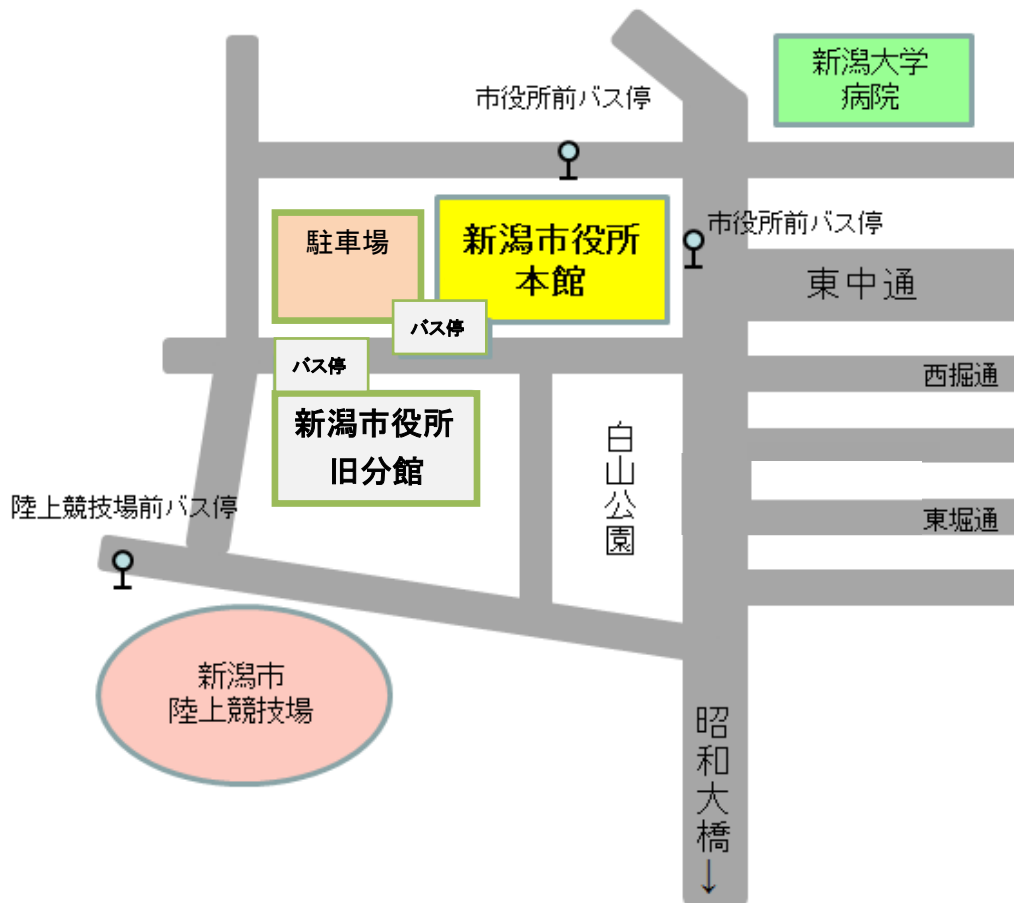 新潟大学
病院
市役所前バス停
市役所前バス停
駐車場
新潟市役所
本館
東中通
バス停
バス停
西掘通
新潟市役所
旧分館
白山公園
陸上競技場前バス停
東堀通
新潟市
陸上競技場
昭和大橋
↓